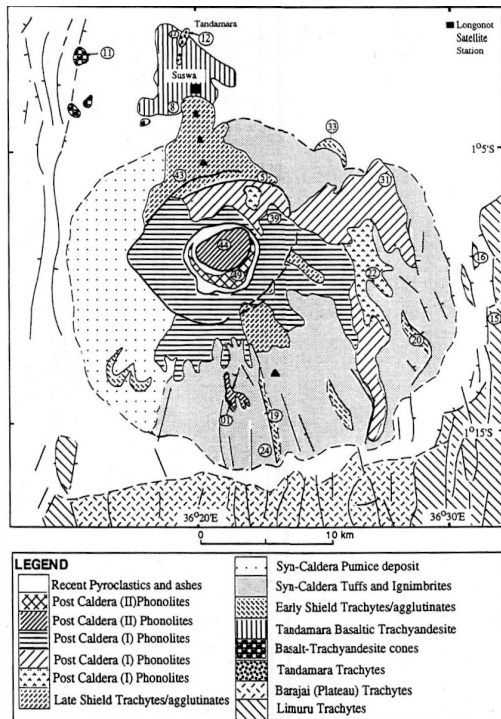 Tandamara
12
11
Suswa
Longonot
Satellite
Station
8
33
1°5'S
43
5
31
39
44
49
22
16
15
20
01
19
24
1°15'S
36°20'E
36°30'E
0 10 km
LEGEND
Recent Pyroclastics and ashes
Post Caldera (II)Phonolites
Post Caldera (II) Phonolites
Post Caldera (I) Phonolites
Post Caldera (I) Phonolites
Post Caldera (I) Phonolites
Late Shield Trachytes/agglutinates
Syn-Caldera Pumice deposit
Syn-Caldera Tuffs and Ignimbrites
Early Shield Trachytes/agglutinates
Tandamara Basaltic Trachyandesite
Basalt-Trachyandesite cones
Tandamara Trachytes
Barajai (Plateau) Trachytes
Limuru Trachytes